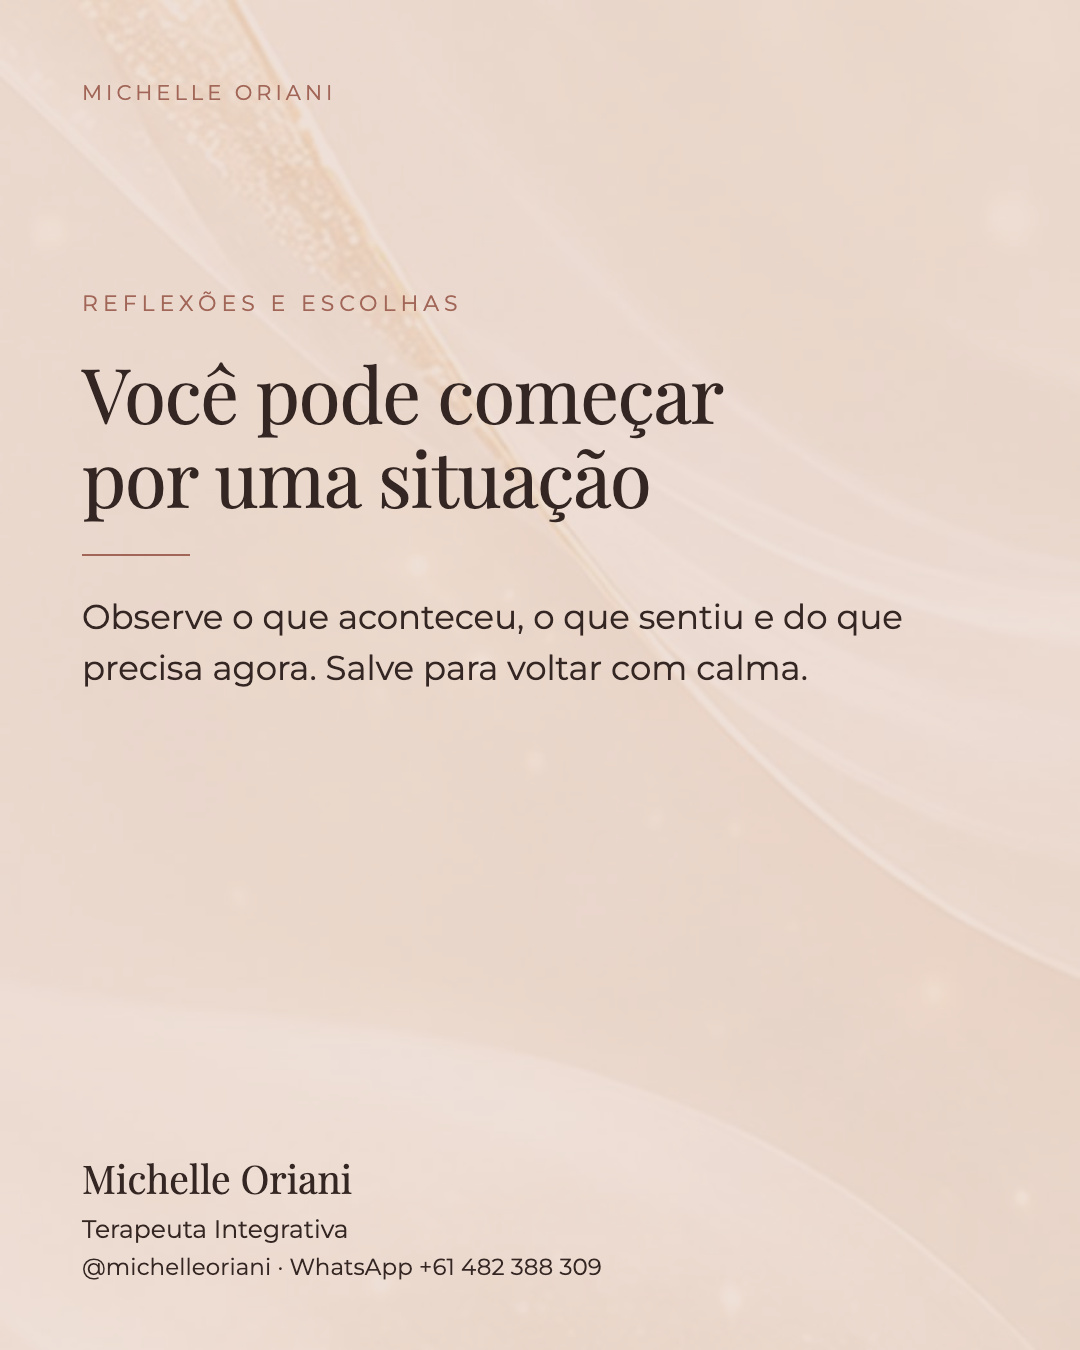 MICHELLE ORIANI
REFLEXÕES E ESCOLHAS
Você pode começar
por uma situação
Observe o que aconteceu, o que sentiu e do que
precisa agora. Salve para voltar com calma.
Michelle Oriani
Terapeuta Integrativa
@michelleoriani · WhatsApp +61 482 388 309